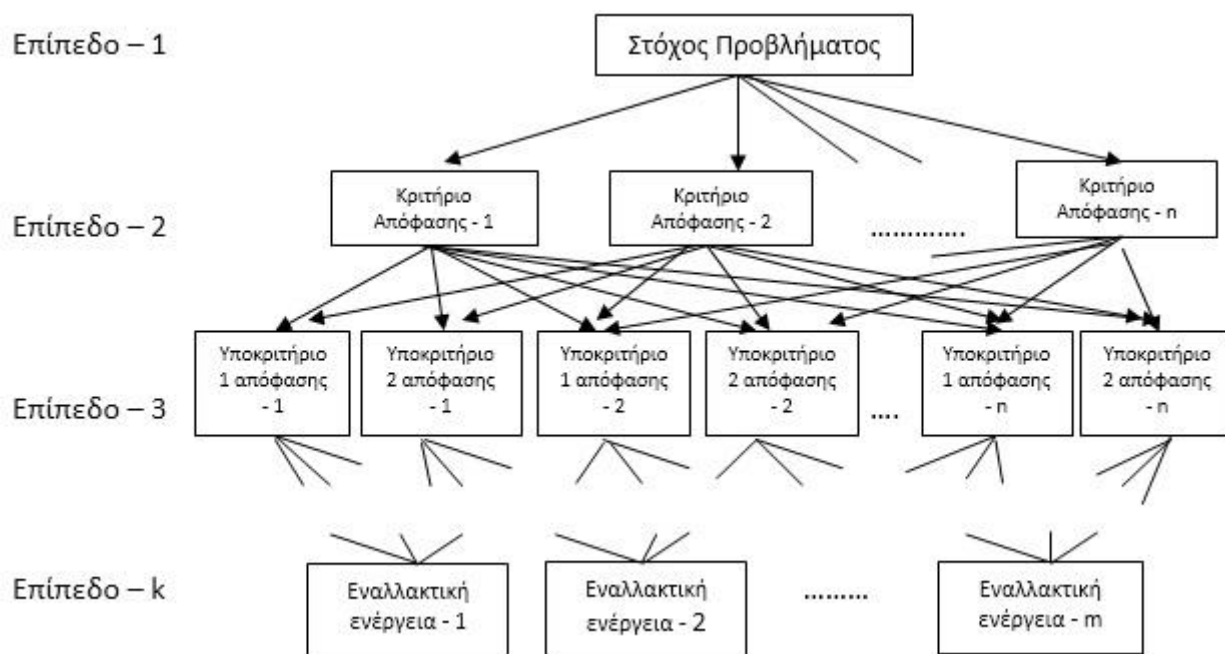 Επίπεδο – 1
Στόχος Προβλήματος
Επίπεδο – 2
Κριτήριο
Απόφασης - 1
Κριτήριο
Απόφασης - 2
………….
Κριτήριο
Απόφασης - n
Επίπεδο – 3
Υποκριτήριο
1 απόφασης
- 1
Υποκριτήριο
2 απόφασης
- 1
Υποκριτήριο
1 απόφασης
- 2
Υποκριτήριο
2 απόφασης
- 2
….
Υποκριτήριο
1 απόφασης
- n
Υποκριτήριο
2 απόφασης
- n
Επίπεδο – k
Εναλλακτική
ενέργεια - 1
Εναλλακτική
ενέργεια - 2
………
Εναλλακτική
ενέργεια - m